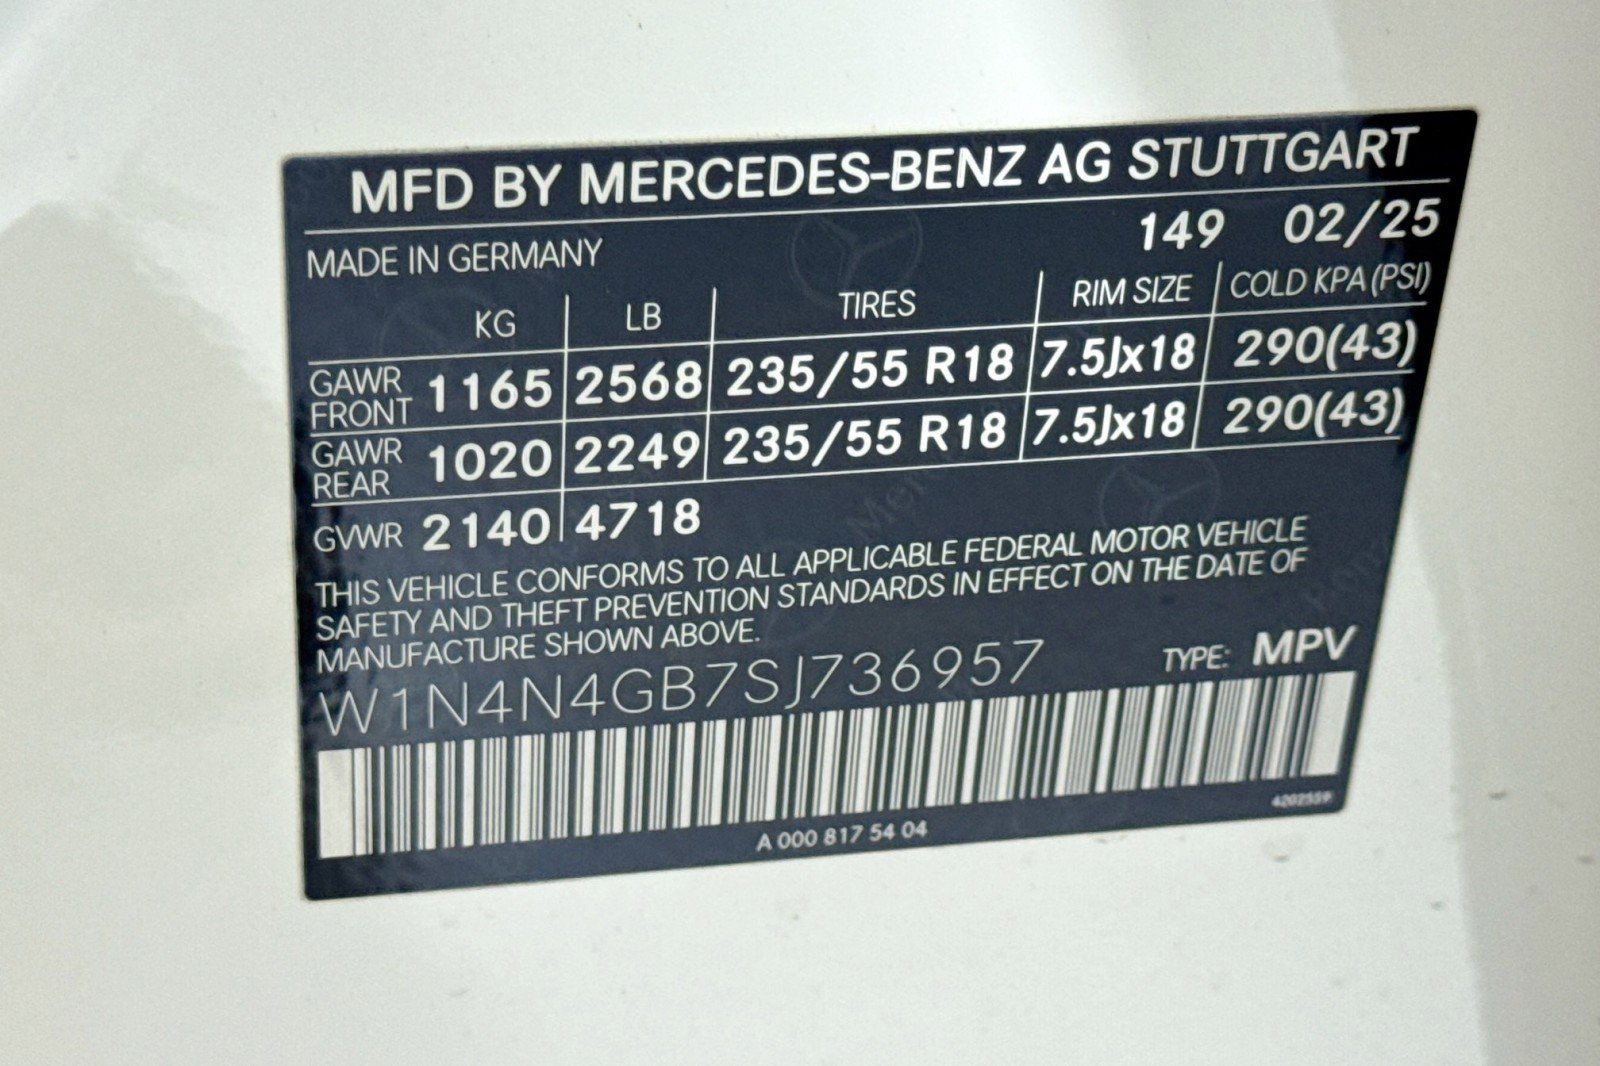 MFD BY MERCEDES-BENZ AG STUTTGART
MADE IN GERMANY 149 02/25
KG LB TIRES RIM SIZE COLD KPA (PSI)
GAWR FRONT 1165 2568 235/55 R18 7.5Jx18 290(43)
GAWR REAR 1020 2249 235/55 R18 7.5Jx18 290(43)
GVWR 2140 4718
THIS VEHICLE CONFORMS TO ALL APPLICABLE FEDERAL MOTOR VEHICLE
SAFETY AND THEFT PREVENTION STANDARDS IN EFFECT ON THE DATE OF
MANUFACTURE SHOWN ABOVE.
W1N4N4GB7SJ736957 TYPE: MPV
4202559
A 000 817 54 04